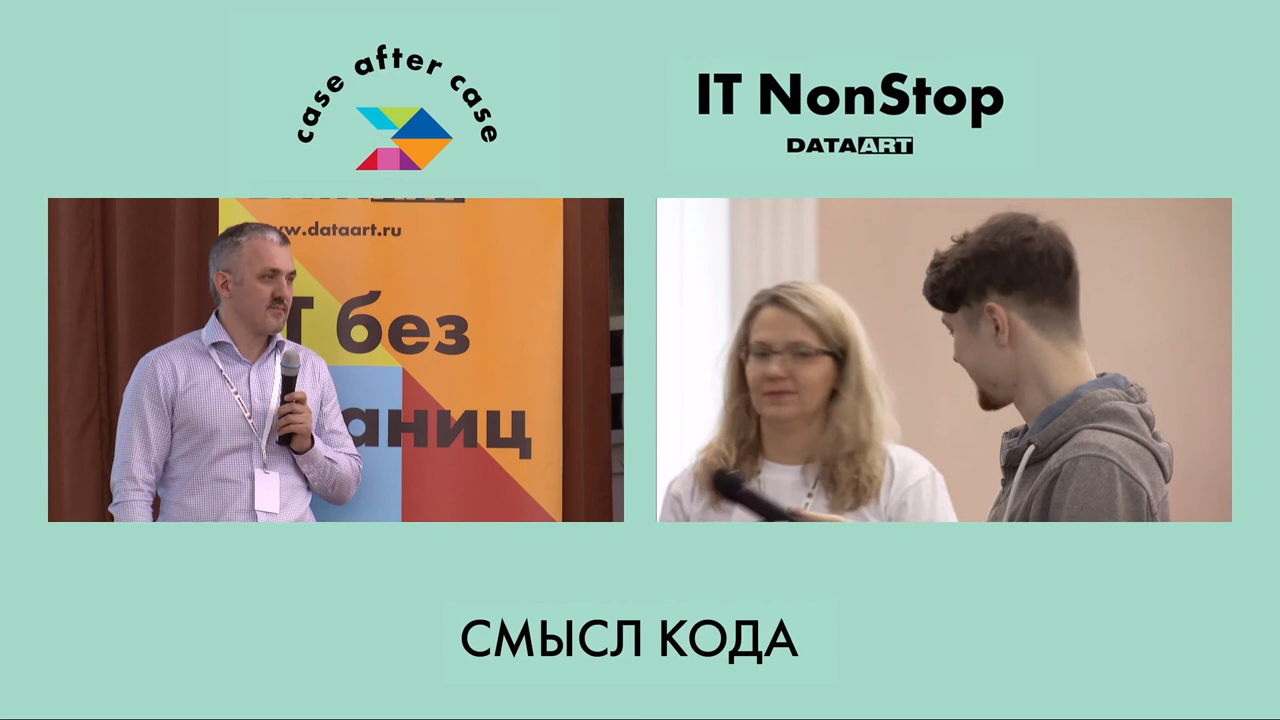 case after case
IT NonStop
DATAART
www.dataart.ru
без
СМЫСЛ КОДА